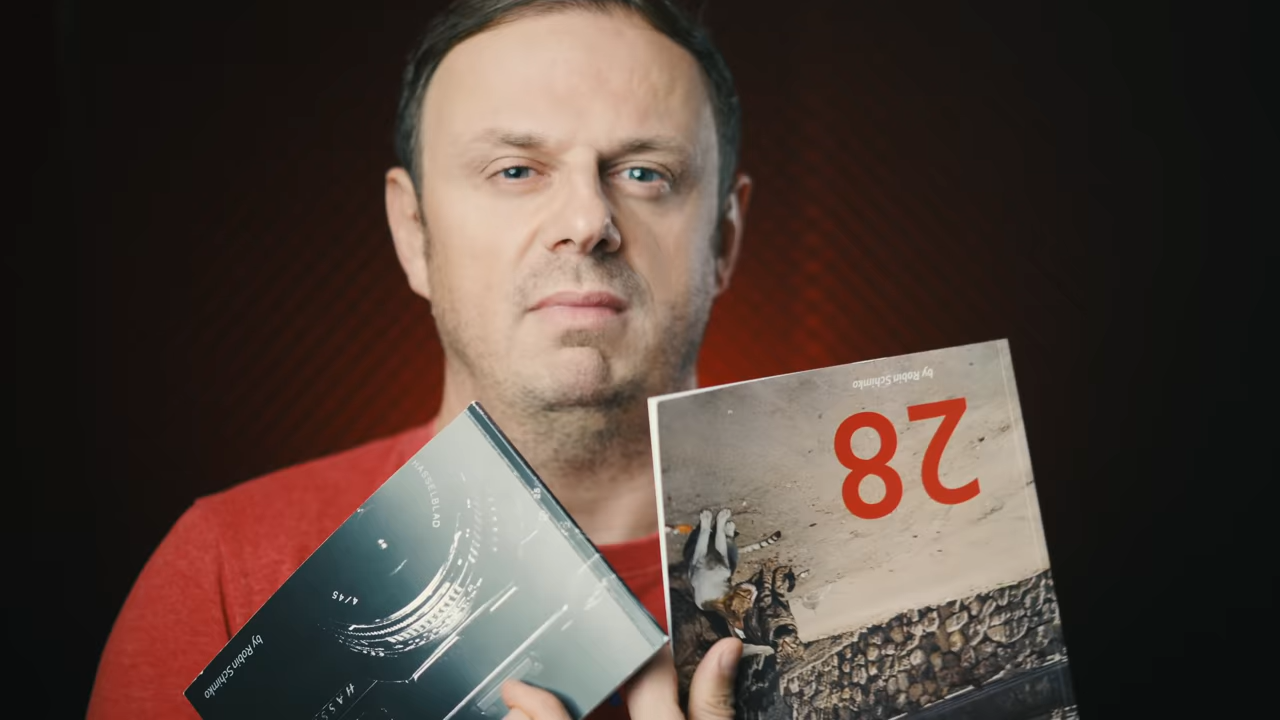 by Robin Schimko
28
HASSELBLAD
4/45
by Robin Schimko